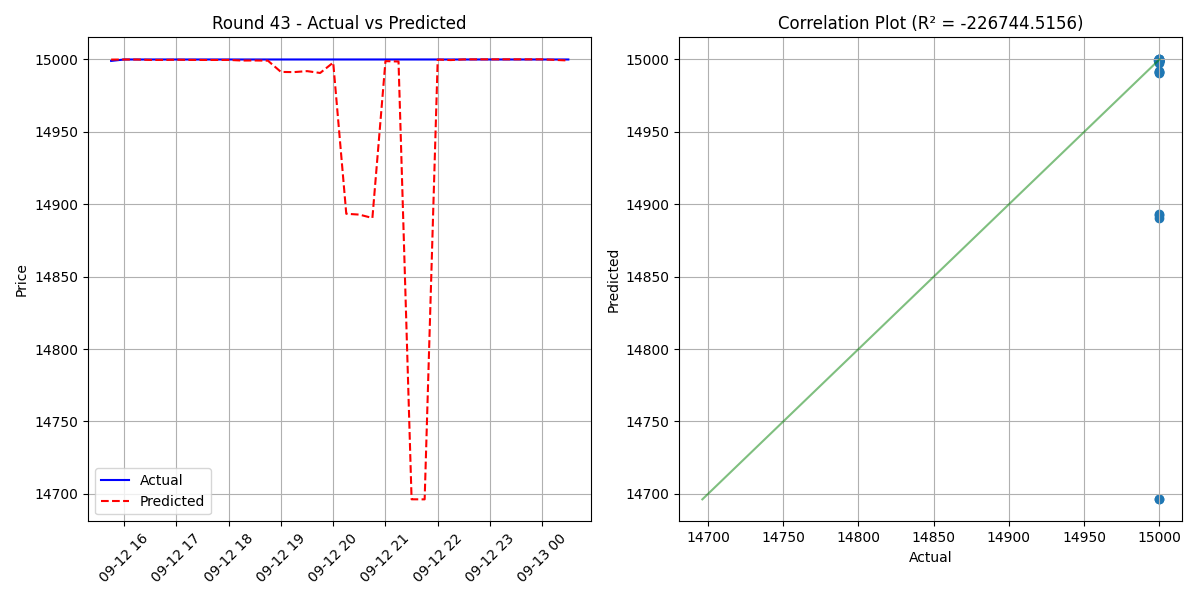 Round 43 - Actual vs Predicted
Price
15000
14950
14900
14850
14800
14750
14700
Actual
Predicted
09-12 16
09-12 17
09-12 18
09-12 19
09-12 20
09-12 21
09-12 22
09-12 23
09-13 00
Correlation Plot (R² = -226744.5156)
Predicted
15000
14950
14900
14850
14800
14750
14700
14700 14750 14800 14850 14900 14950 15000
Actual